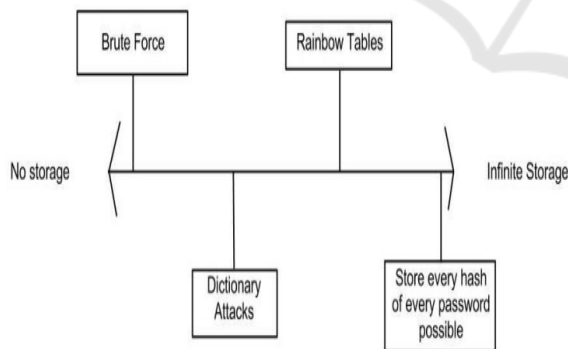 Brute Force
Rainbow Tables
No storage
Infinite Storage
Dictionary
Attacks
Store every hash
of every password
possible